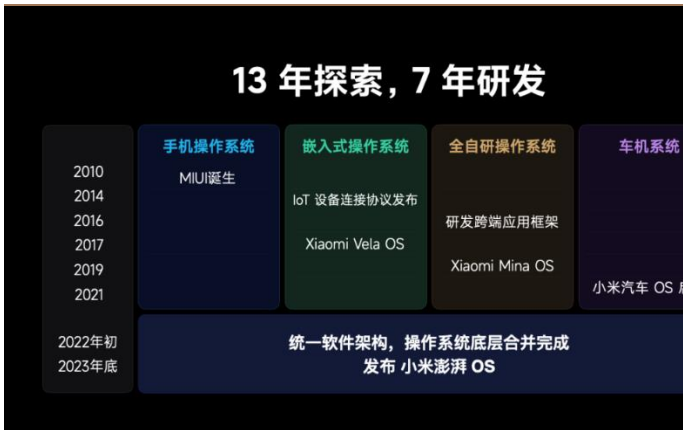 13 年探索，7 年研发
手机操作系统 嵌入式操作系统 全自研操作系统 车机系统
2010 MIUI诞生
2014 IoT 设备连接协议发布
2016 研发跨端应用框架
2017 Xiaomi Vela OS
2019 Xiaomi Mina OS
2021 小米汽车 OS
2022年初 统一软件架构，操作系统底层合并完成
2023年底 发布 小米澎湃 OS